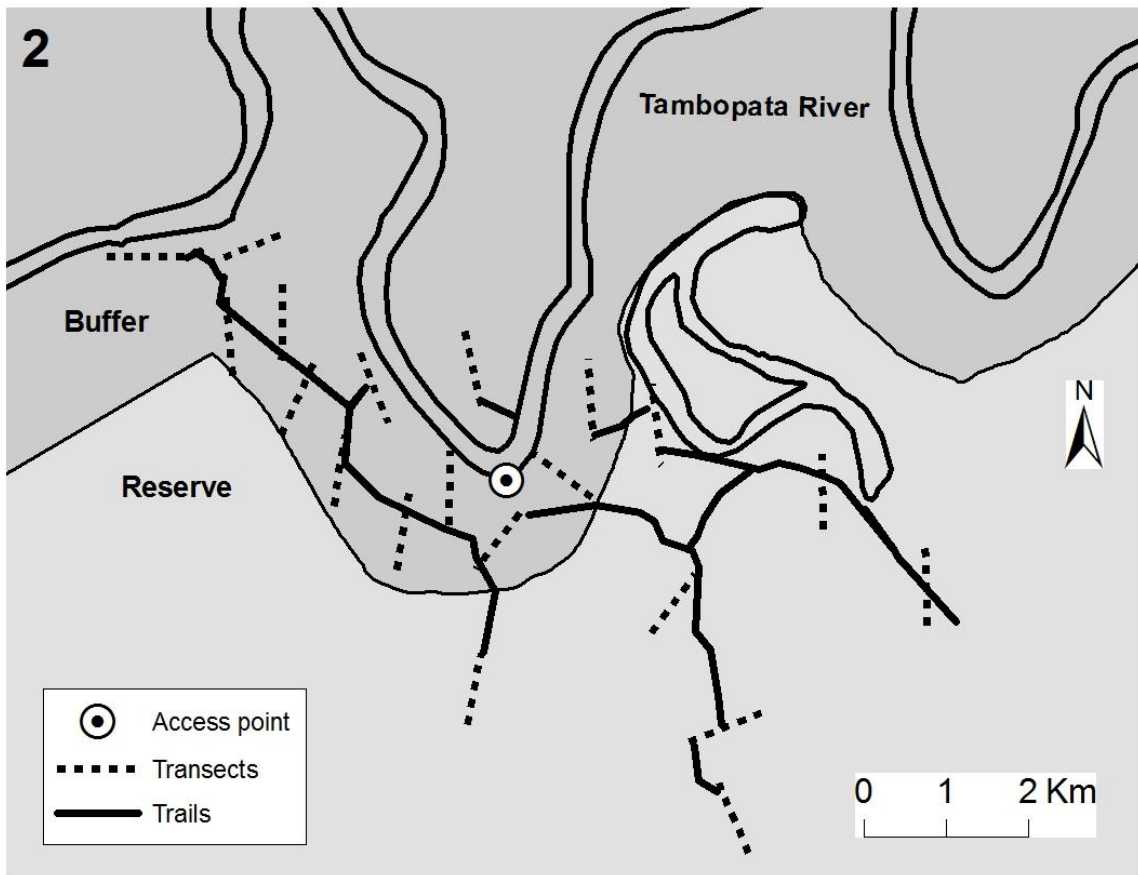 2
Tambopata River
Buffer
Reserve
N
Access point
Transects
Trails
0 1 2 Km